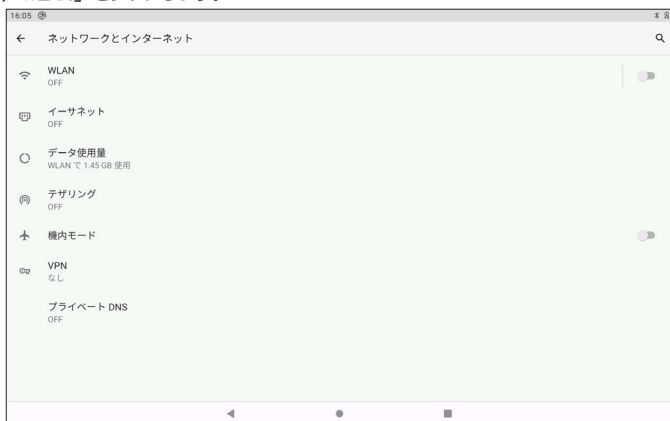 16:05
ネットワークとインターネット
WLAN
OFF
イーサネット
OFF
データ使用量
WLAN で 1.45 GB 使用
テザリング
OFF
機内モード
VPN
なし
プライベート DNS
OFF